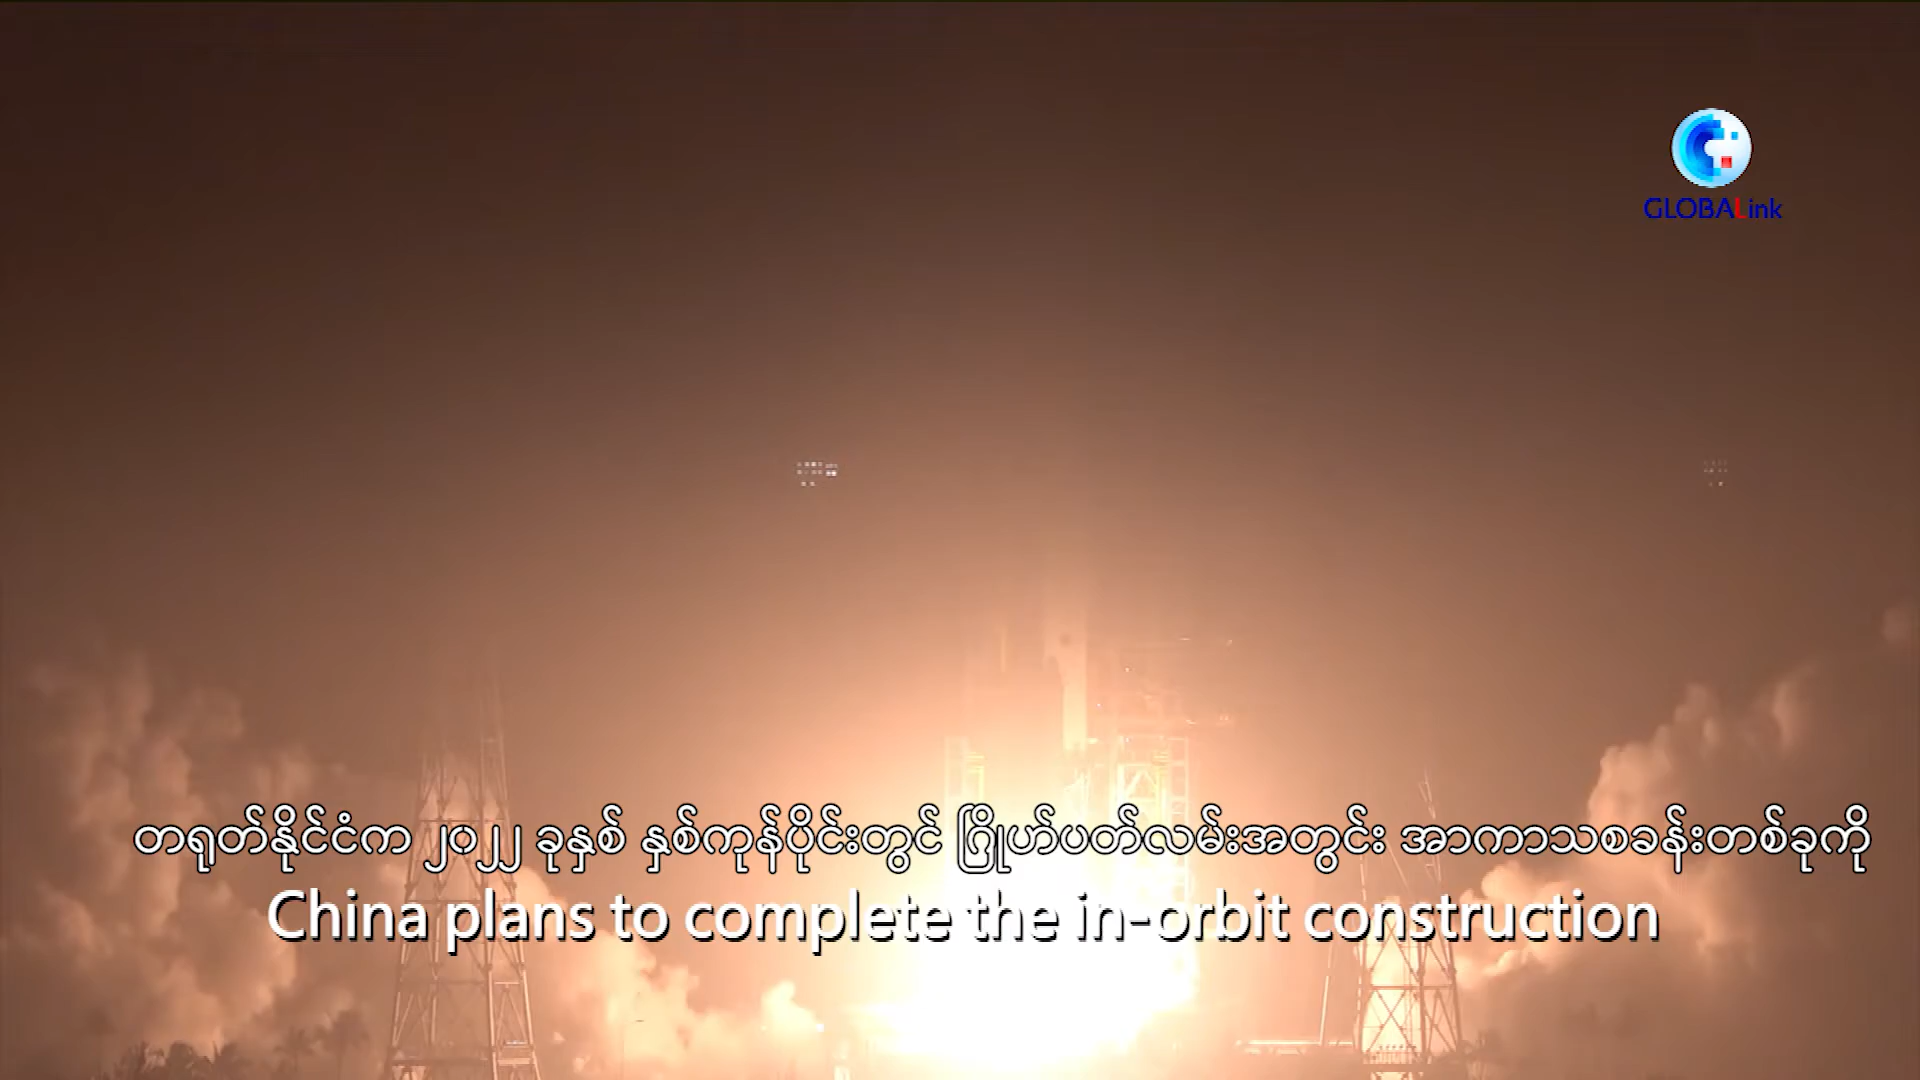 GLOBALink
တရုတ်နိုင်ငံက ၂၀၂၂ ခုနှစ် နှစ်ကုန်ပိုင်းတွင် ဂြိုဟ်ပတ်လမ်းအတွင်း အာကာသစခန်းတစ်ခုကို
China plans to complete the in-orbit construction